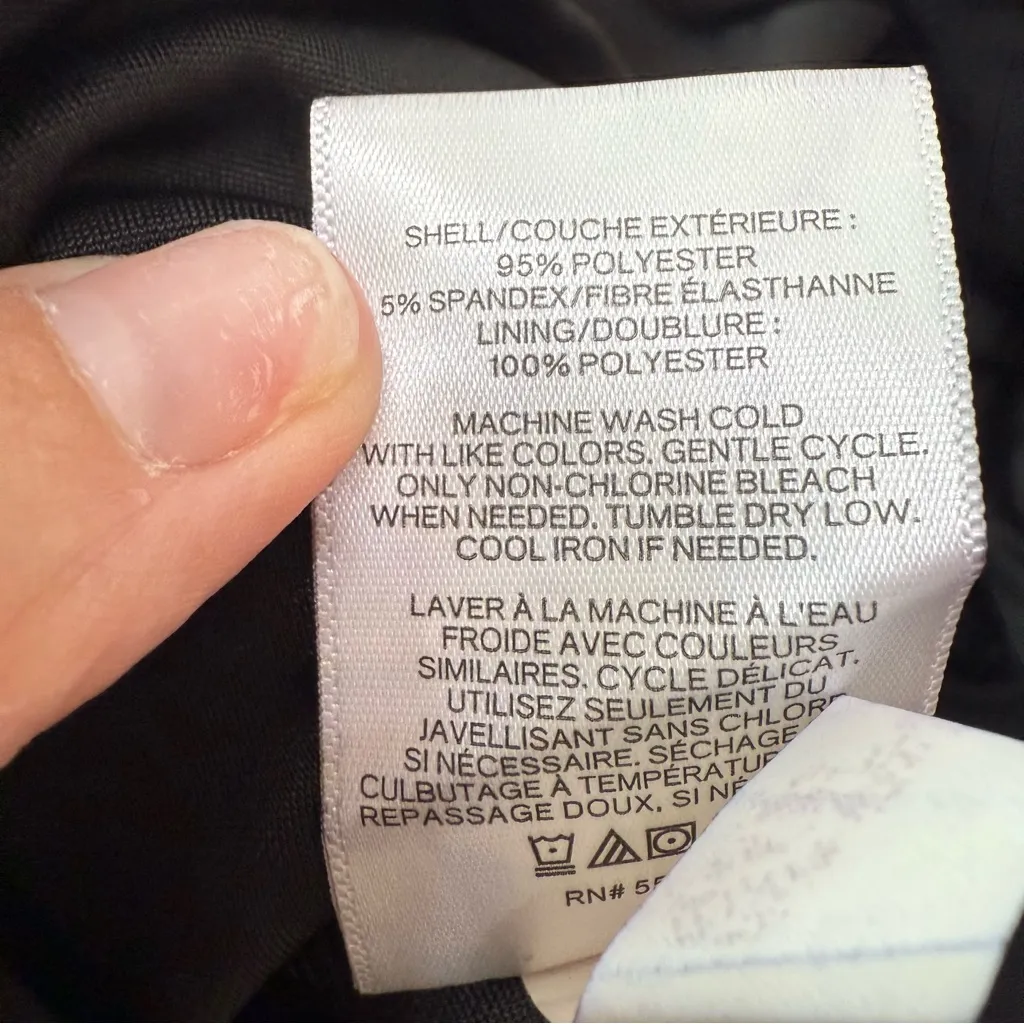 SHELL/COUCHE EXTÉRIEURE :
95% POLYESTER
5% SPANDEX/FIBRE ÉLASTHANNE
LINING/DOUBLURE :
100% POLYESTER
MACHINE WASH COLD
WITH LIKE COLORS. GENTLE CYCLE.
ONLY NON-CHLORINE BLEACH
WHEN NEEDED. TUMBLE DRY LOW.
COOL IRON IF NEEDED.
LAVER À LA MACHINE À L'EAU
FROIDE AVEC COULEURS
SIMILAIRES. CYCLE DÉLICAT.
UTILISEZ SEULEMENT DU
JAVELLISANT SANS
SI NÉCESSAIRE. SÉCHAGE
CULBUTAGE À
REPASSAGE DOUX. SI
RN#